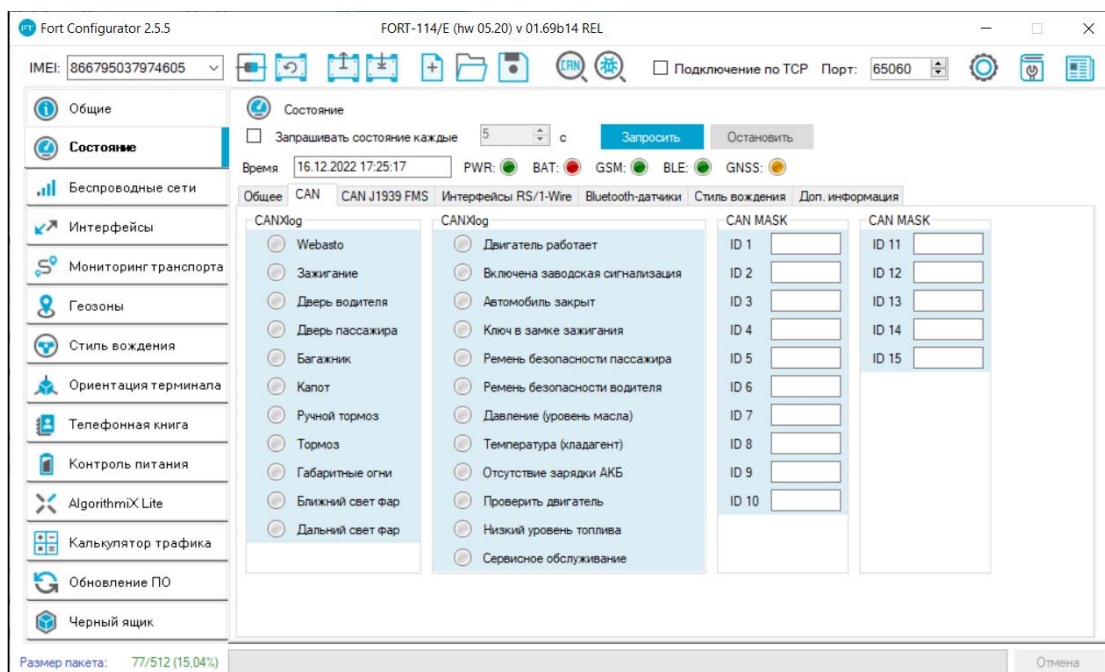 Fort Configurator 2.5.5 FORT-114/E (hw 05.20) v 01.69b14 REL
IMEI: 866795037974605 CAN Подключение по TCP Порт: 65060
Общие
Состояние
Беспроводные сети
Интерфейсы
Мониторинг транспорта
Геозоны
Стиль вождения
Ориентация терминала
Телефонная книга
Контроль питания
AlgorithmiX Lite
Калькулятор трафика
Обновление ПО
Черный ящик
Состояние
Запрашивать состояние каждые 5 с Запросить Остановить
Время 16.12.2022 17:25:17 PWR: BAT: GSM: BLE: GNSS:
Общее CAN CAN J1939 FMS Интерфейсы RS/1-Wire Bluetooth-датчики Стиль вождения Доп. информация
CANXlog
Webasto
Зажигание
Дверь водителя
Дверь пассажира
Багажник
Капот
Ручной тормоз
Тормоз
Габаритные огни
Ближний свет фар
Дальний свет фар
CANXlog
Двигатель работает
Включена заводская сигнализация
Автомобиль закрыт
Ключ в замке зажигания
Ремень безопасности пассажира
Ремень безопасности водителя
Давление (уровень масла)
Температура (хладагент)
Отсутствие зарядки АКБ
Проверить двигатель
Низкий уровень топлива
Сервисное обслуживание
CAN MASK
ID 1
ID 2
ID 3
ID 4
ID 5
ID 6
ID 7
ID 8
ID 9
ID 10
CAN MASK
ID 11
ID 12
ID 13
ID 14
ID 15
Размер пакета: 77/512 (15,04%) Отмена